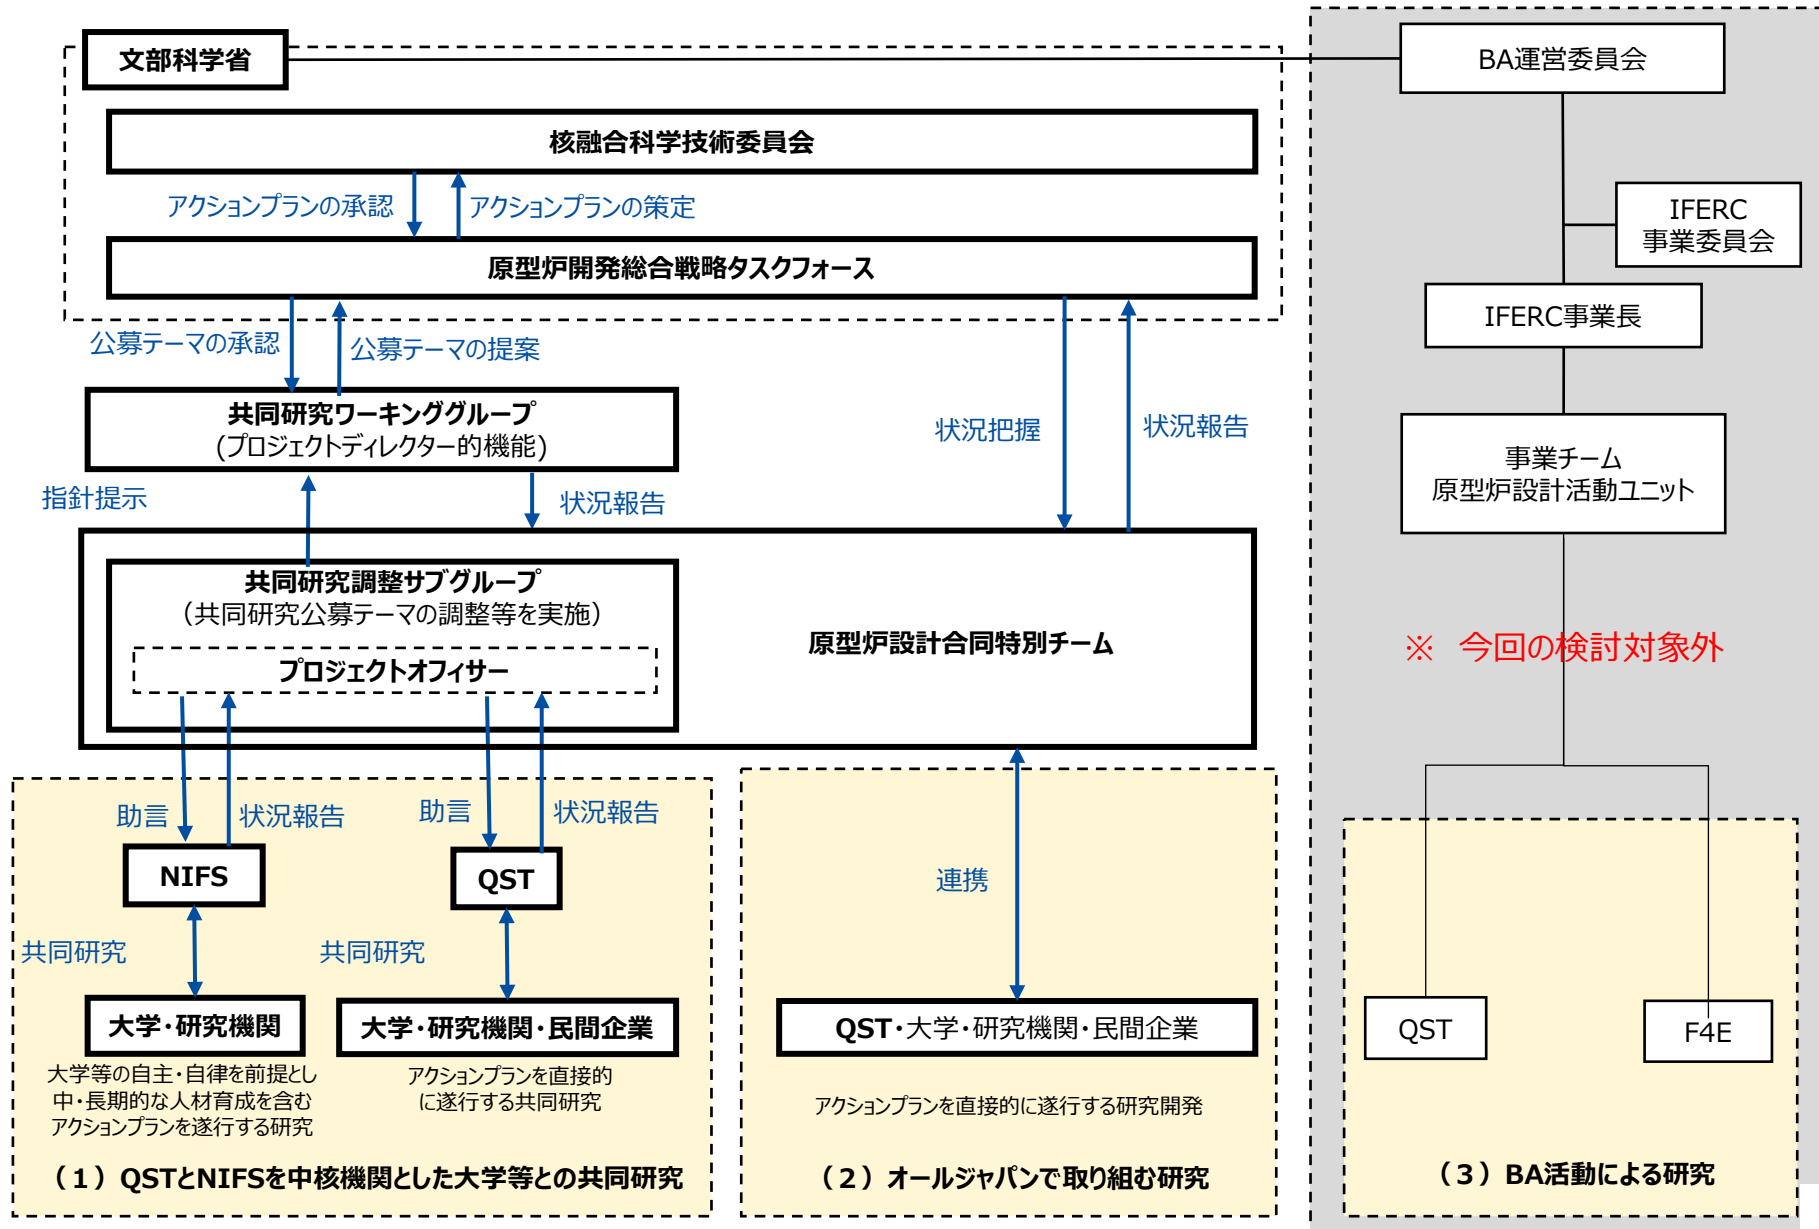 文部科学省
核融合科学技術委員会
アクションプランの承認
アクションプランの策定
原型炉開発総合戦略タスクフォース
公募テーマの承認
公募テーマの提案
共同研究ワーキンググループ
(プロジェクトディレクター的機能)
状況把握
状況報告
指針提示
状況報告
共同研究調整サブグループ
（共同研究公募テーマの調整等を実施）
プロジェクトオフィサー
原型炉設計合同特別チーム
助言
状況報告
助言
状況報告
NIFS
QST
連携
共同研究
共同研究
大学・研究機関
大学・研究機関・民間企業
QST・大学・研究機関・民間企業
大学等の自主・自律を前提とし
中・長期的な人材育成を含む
アクションプランを遂行する研究
アクションプランを直接的
に遂行する共同研究
アクションプランを直接的に遂行する研究開発
（１）QSTとNIFSを中核機関とした大学等との共同研究
（２）オールジャパンで取り組む研究
BA運営委員会
IFERC
事業委員会
IFERC事業長
事業チーム
原型炉設計活動ユニット
※　今回の検討対象外
QST
F4E
（３）BA活動による研究